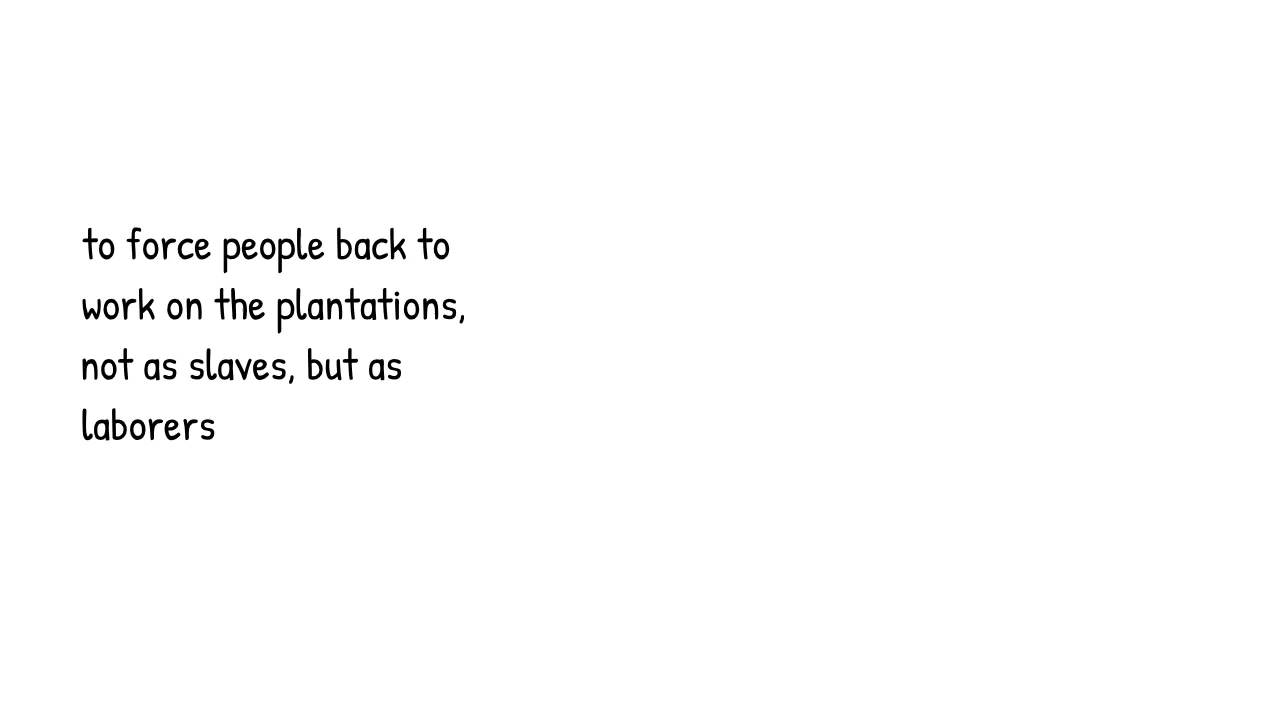 to force people back to
work on the plantations,
not as slaves, but as
laborers